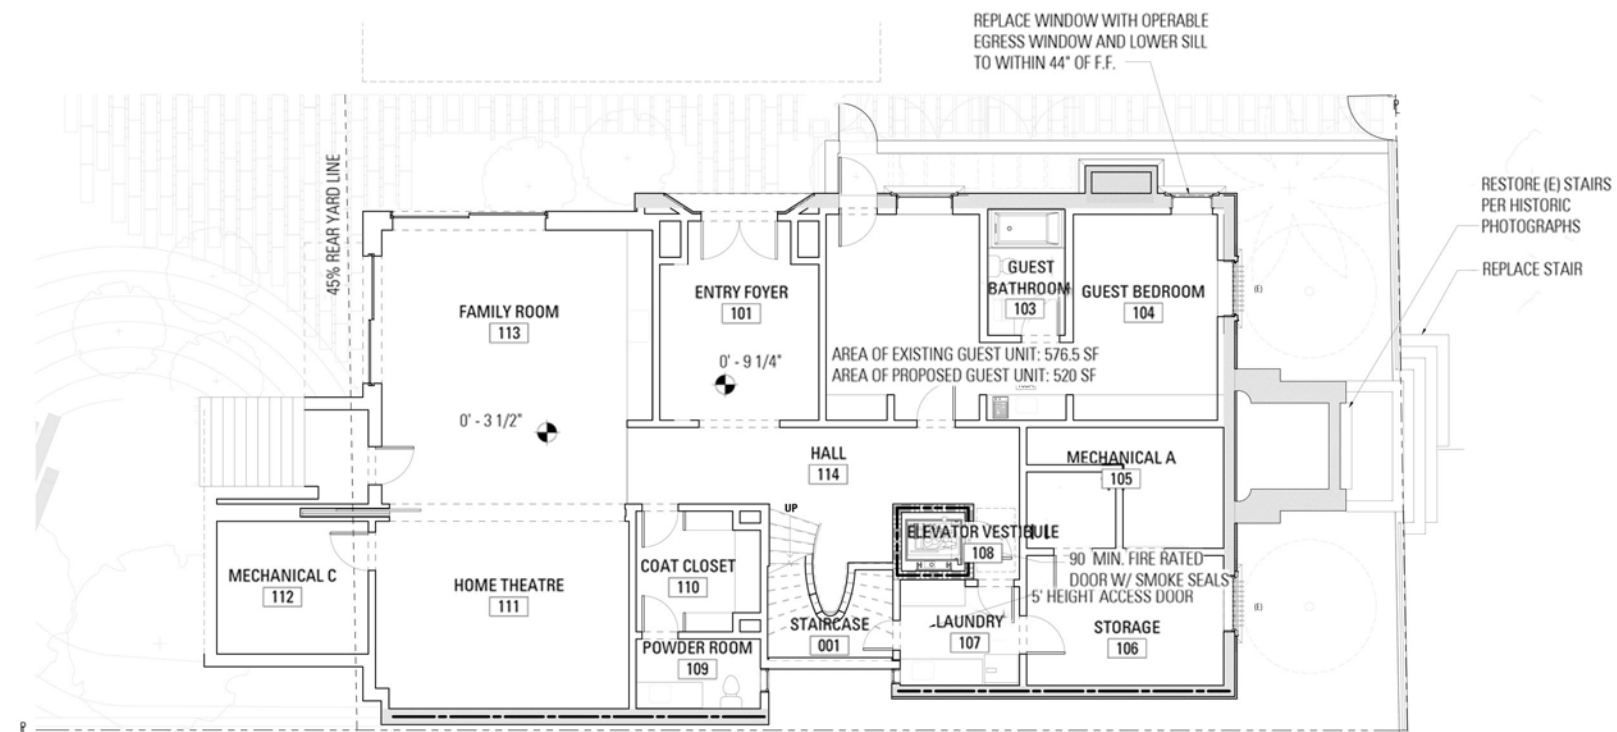 REPLACE WINDOW WITH OPERABLE
EGRESS WINDOW AND LOWER SILL
TO WITHIN 44" OF F.F.
45% REAR YARD LINE
RESTORE (E) STAIRS
PER HISTORIC
PHOTOGRAPHS
REPLACE STAIR
FAMILY ROOM
113
ENTRY FOYER
101
GUEST
BATHROOM
103
GUEST BEDROOM
104
(E)
0' - 9 1/4"
AREA OF EXISTING GUEST UNIT: 576.5 SF
AREA OF PROPOSED GUEST UNIT: 520 SF
0' - 3 1/2"
HALL
114
MECHANICAL A
105
UP
ELEVATOR VESTIBULE
108
90 MIN. FIRE RATED
DOOR W/ SMOKE SEALS
5' HEIGHT ACCESS DOOR
MECHANICAL C
112
HOME THEATRE
111
COAT CLOSET
110
STAIRCASE
001
LAUNDRY
107
STORAGE
106
(E)
POWDER ROOM
109